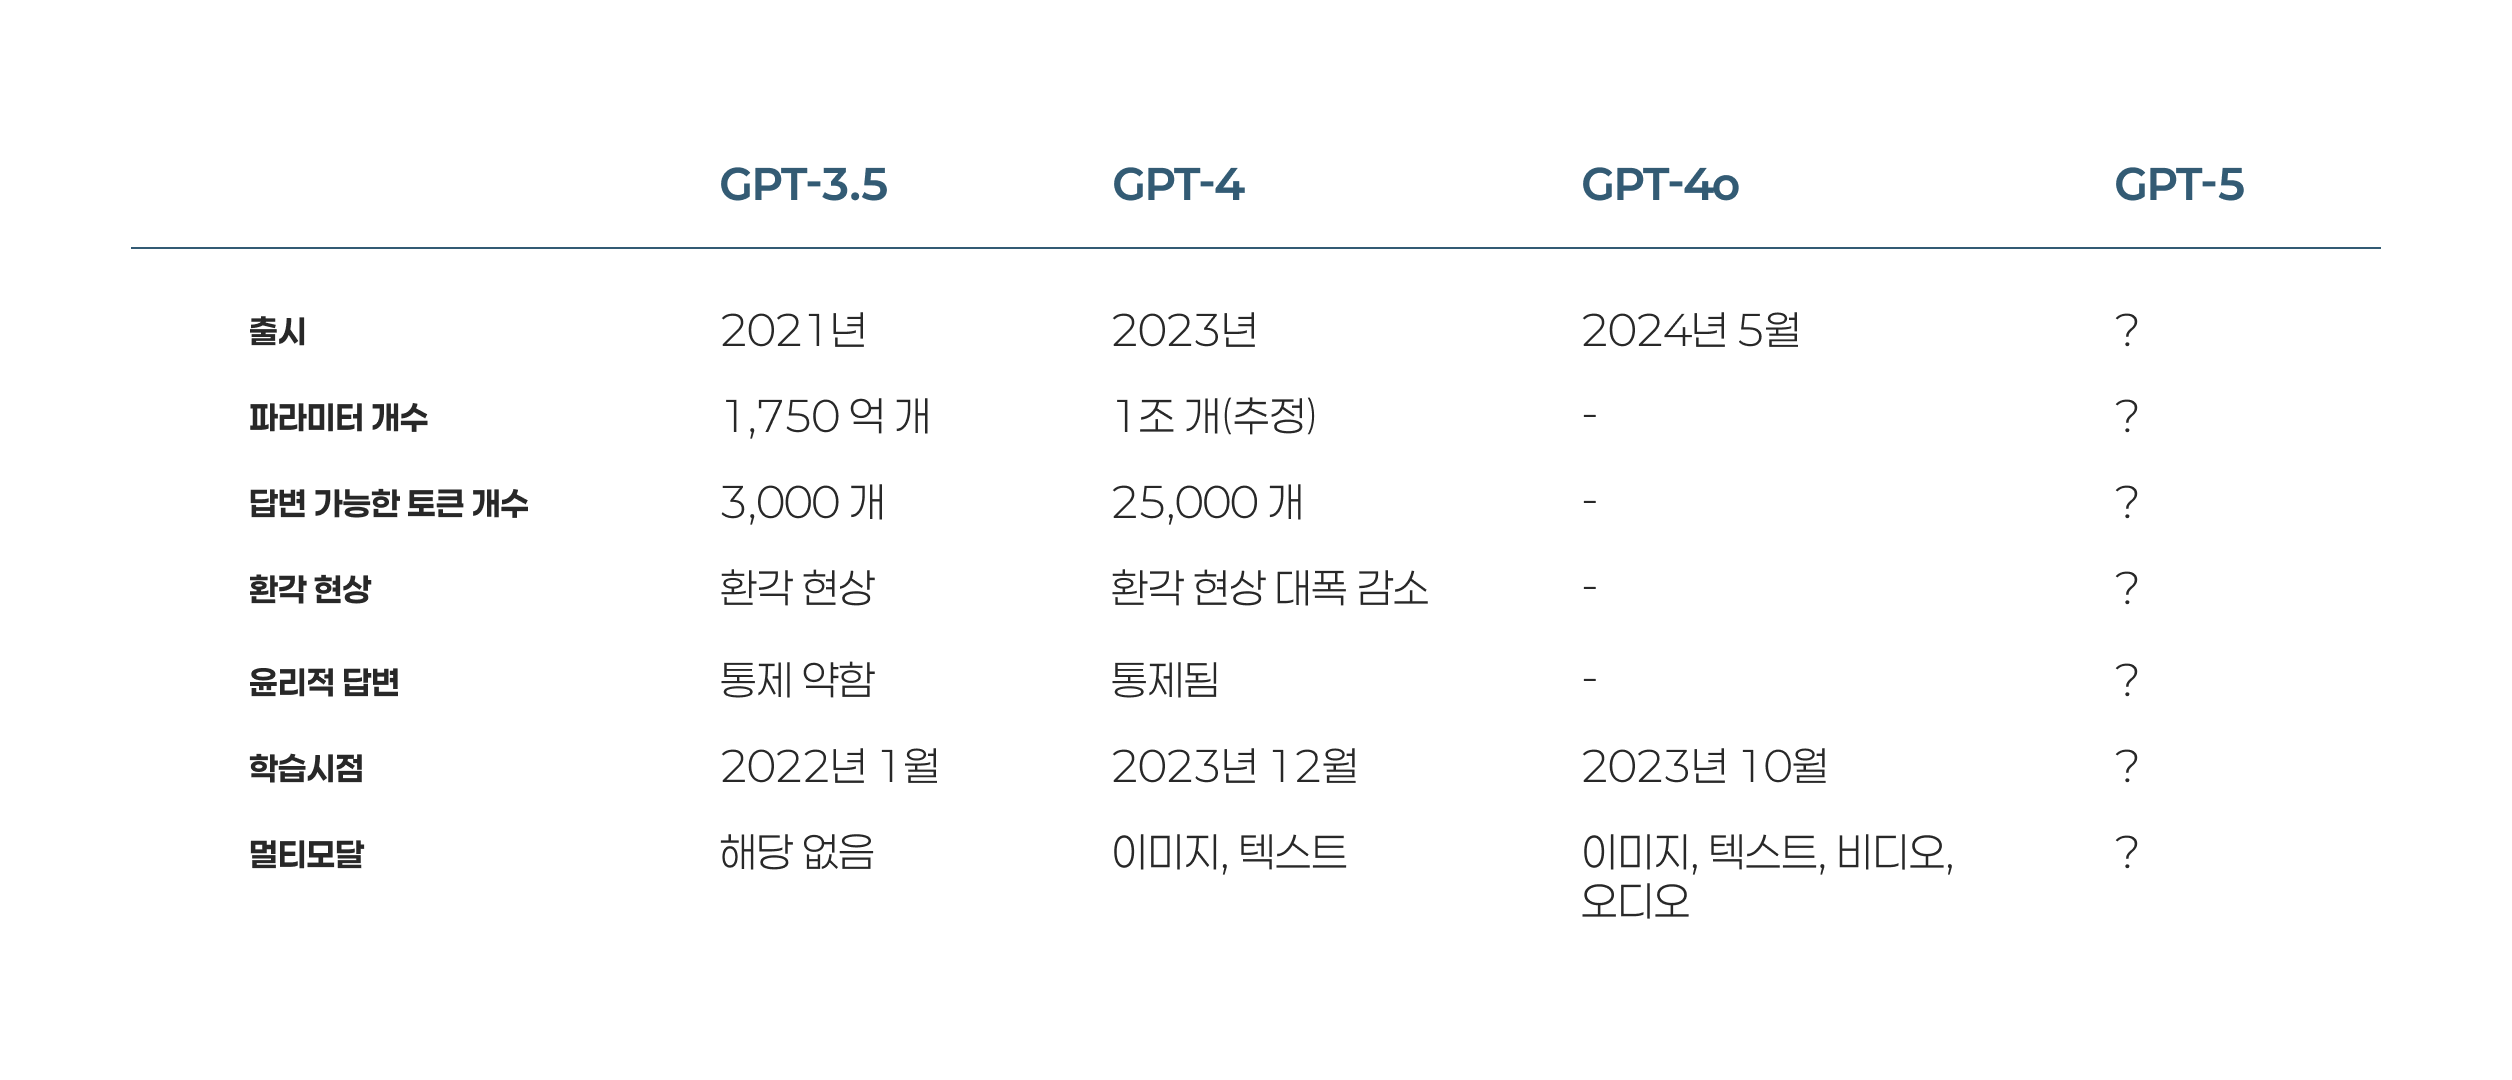 GPT-3.5 GPT-4 GPT-4o GPT-5
출시 2021년 2023년 2024년 5월 ?
파라미터 개수 1,750억 개 1조 개(추정) - ?
답변 가능한 토큰 개수 3,000 개 25,000 개 - ?
환각 현상 환각 현상 환각 현상 대폭 감소 - ?
윤리적 답변 통제 약함 통제됨 - ?
학습시점 2022년 1월 2023년 12월 2023년 10월 ?
멀티모달 해당 없음 이미지, 텍스트 이미지, 텍스트, 비디오, ?
오디오